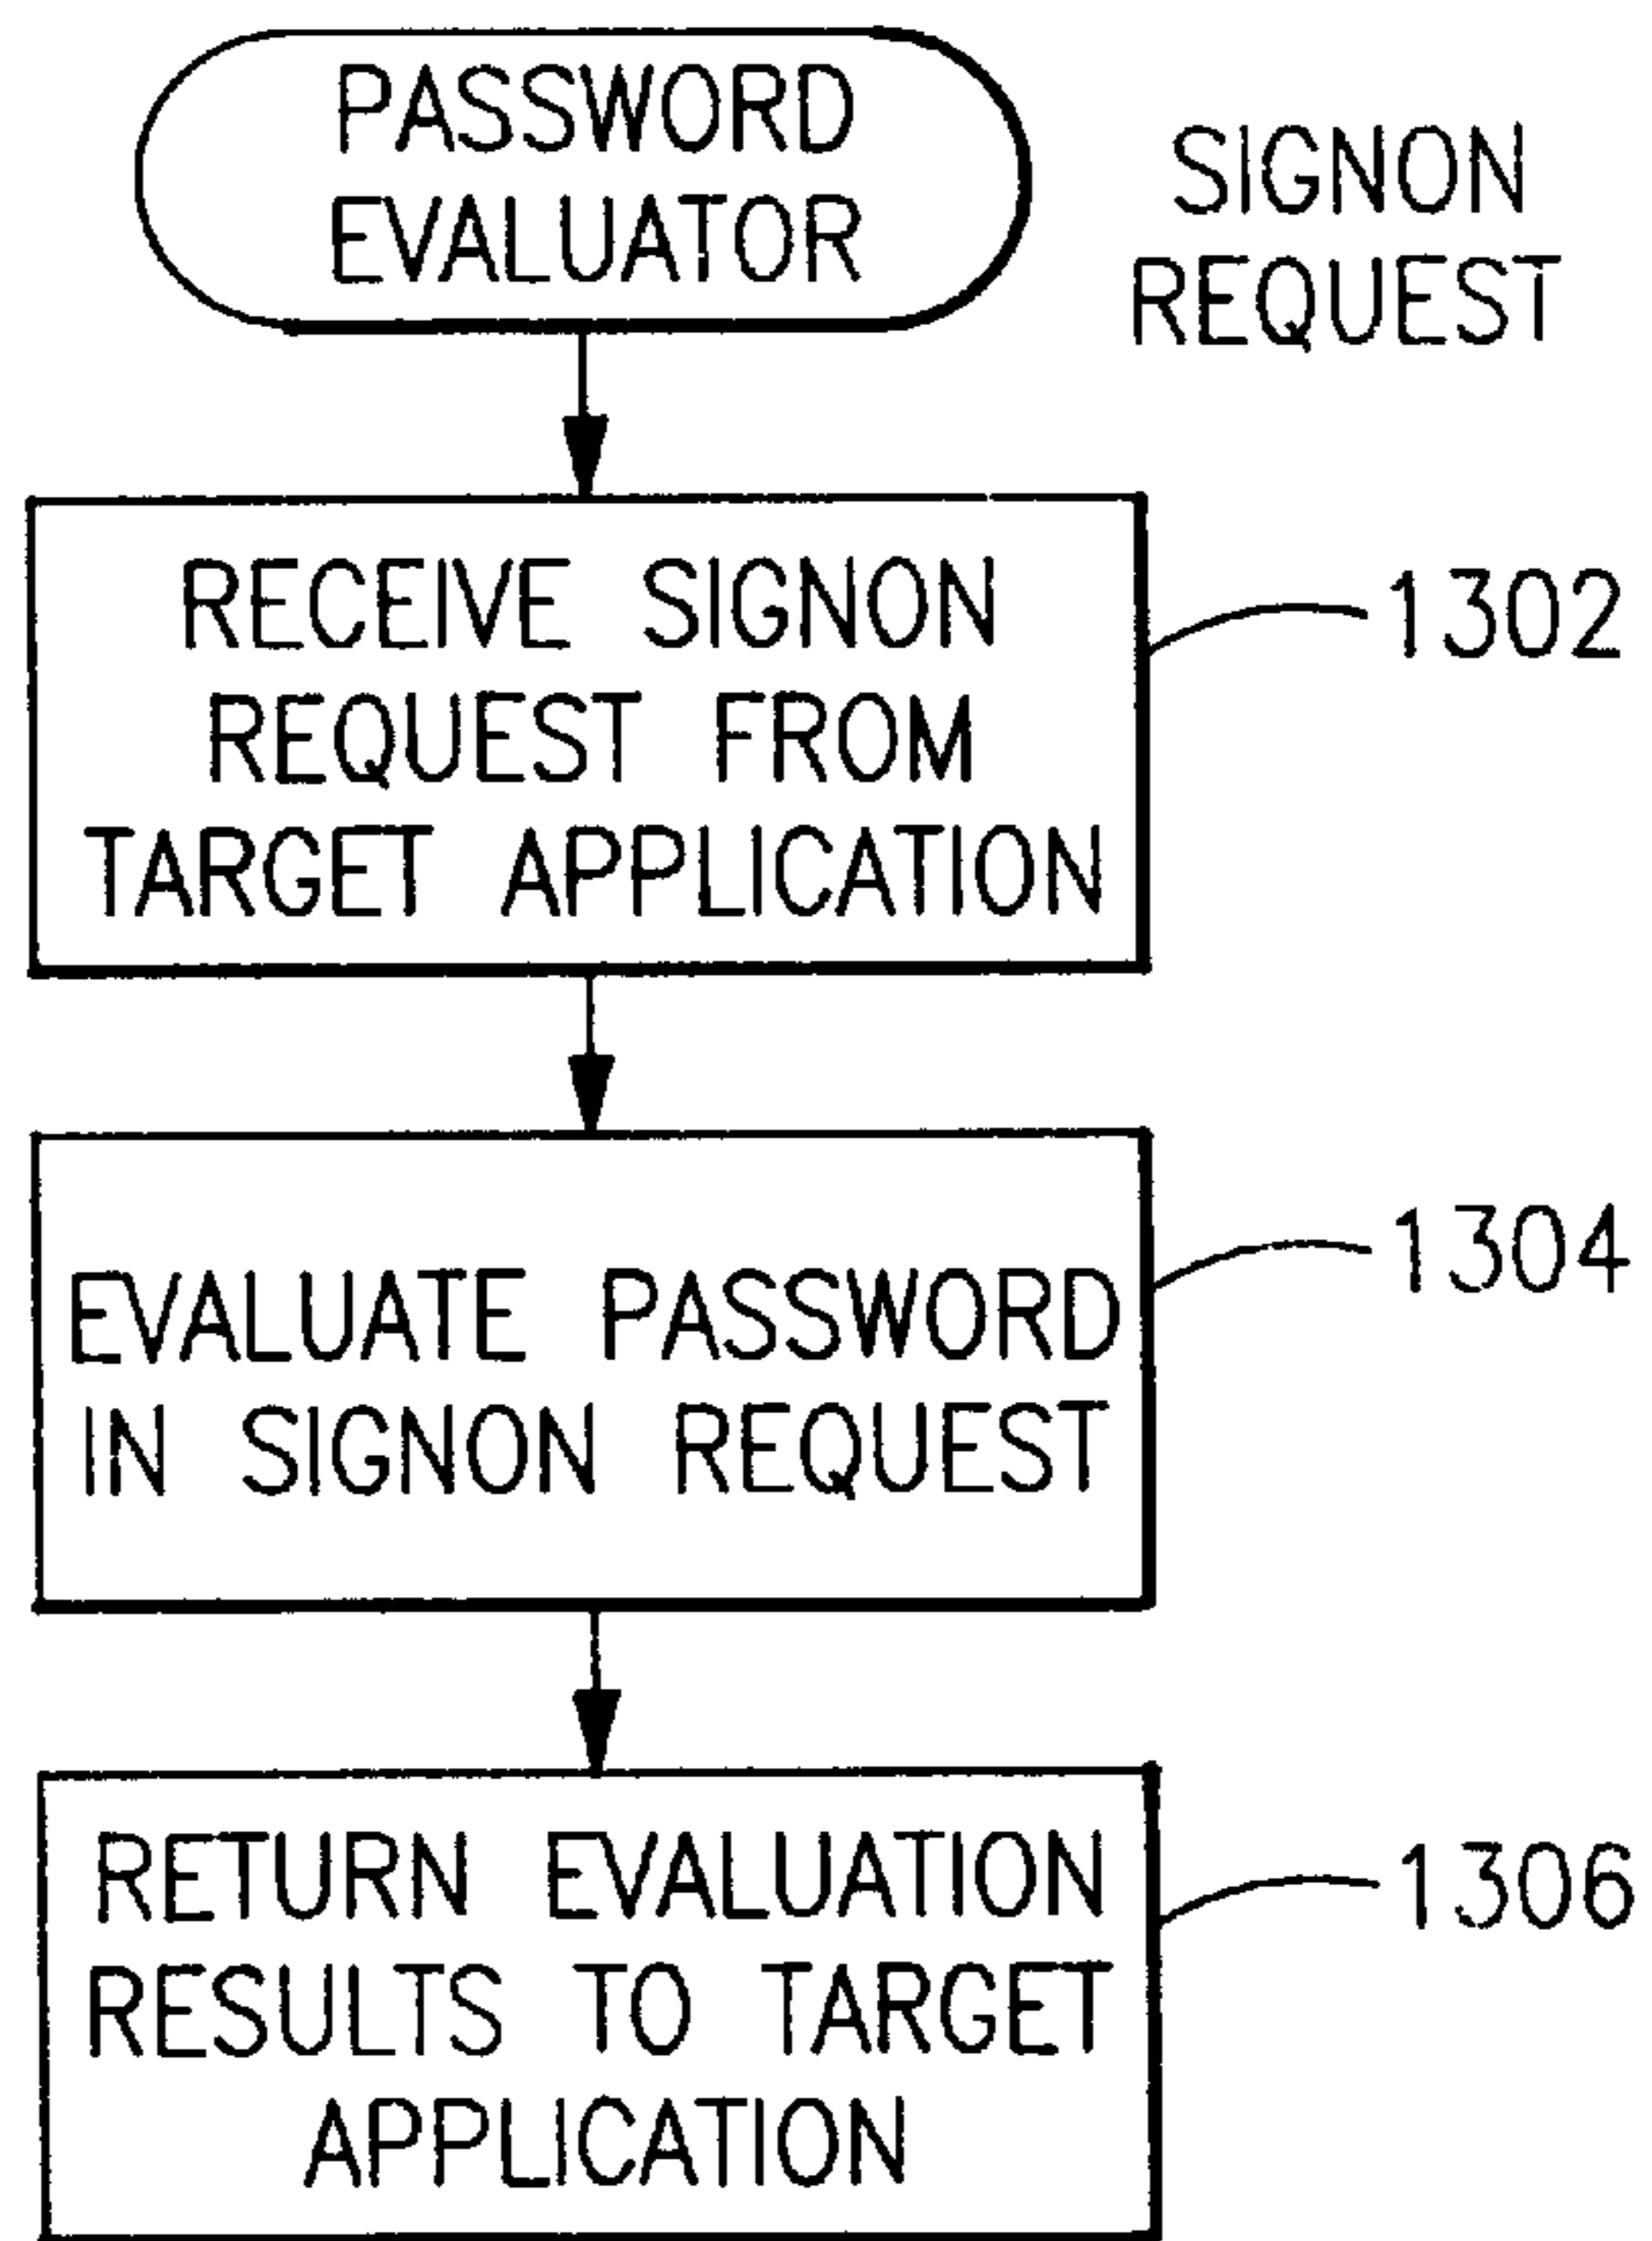 PASSWORD
EVALUATOR
SIGNON
REQUEST
RECEIVE SIGNON
REQUEST FROM
TARGET APPLICATION
1302
EVALUATE PASSWORD
IN SIGNON REQUEST
1304
RETURN EVALUATION
RESULTS TO TARGET
APPLICATION
1306